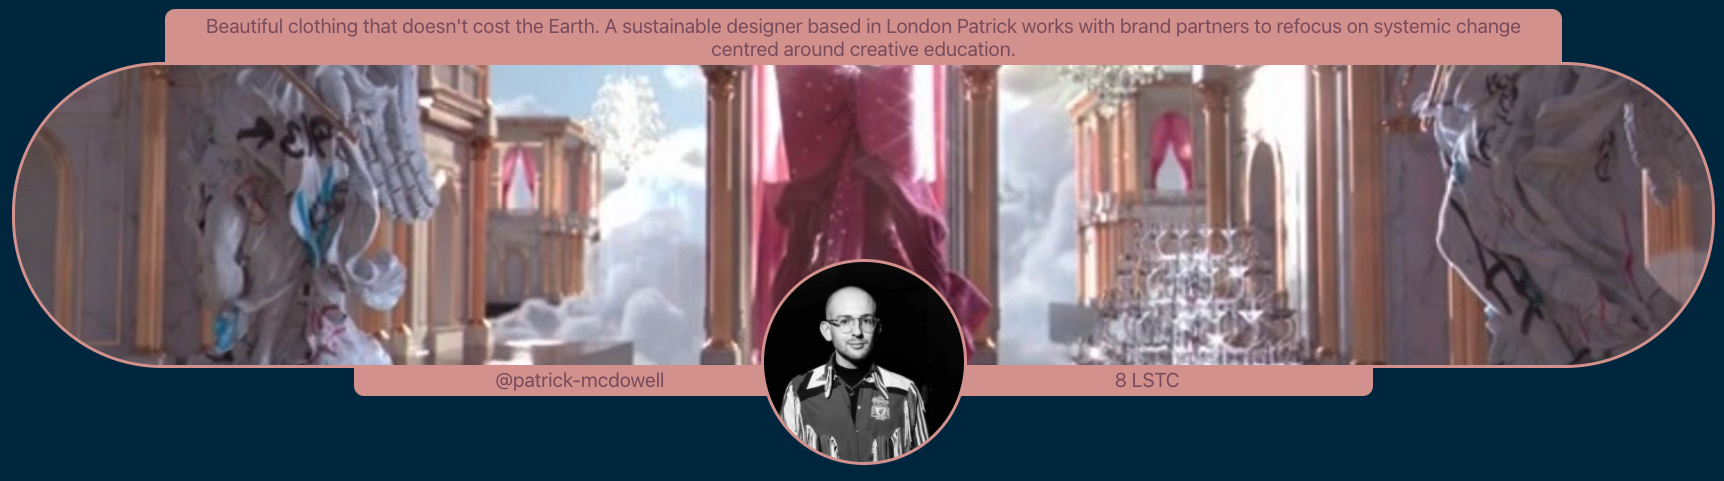 Beautiful clothing that doesn't cost the Earth. A sustainable designer based in London Patrick works with brand partners to refocus on systemic change
centred around creative education.
@patrick-mcdowell
8 LSTC